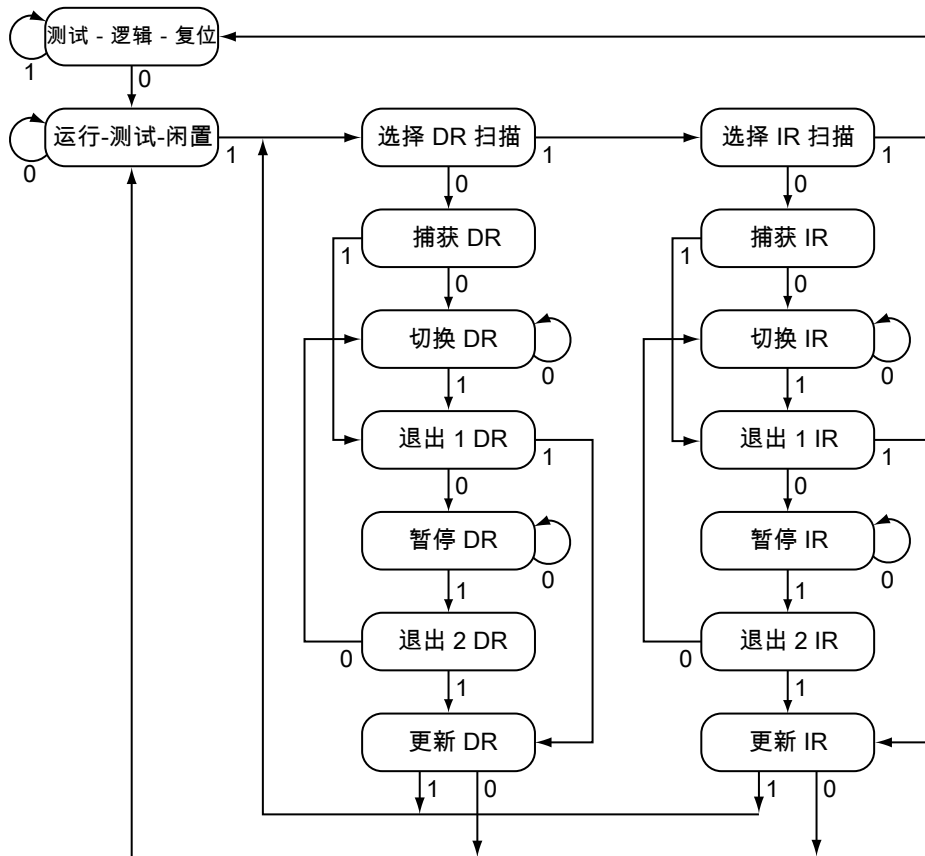 测试 - 逻辑 - 复位
1
0
运行-测试-闲置
0
1
选择 DR 扫描
1
选择 IR 扫描
1
0
0
捕获 DR
1
0
捕获 IR
1
0
切换 DR
0
1
切换 IR
0
1
退出 1 DR
1
0
退出 1 IR
1
0
暂停 DR
0
1
暂停 IR
0
1
退出 2 DR
0
1
退出 2 IR
0
1
更新 DR
1
0
更新 IR
1
0